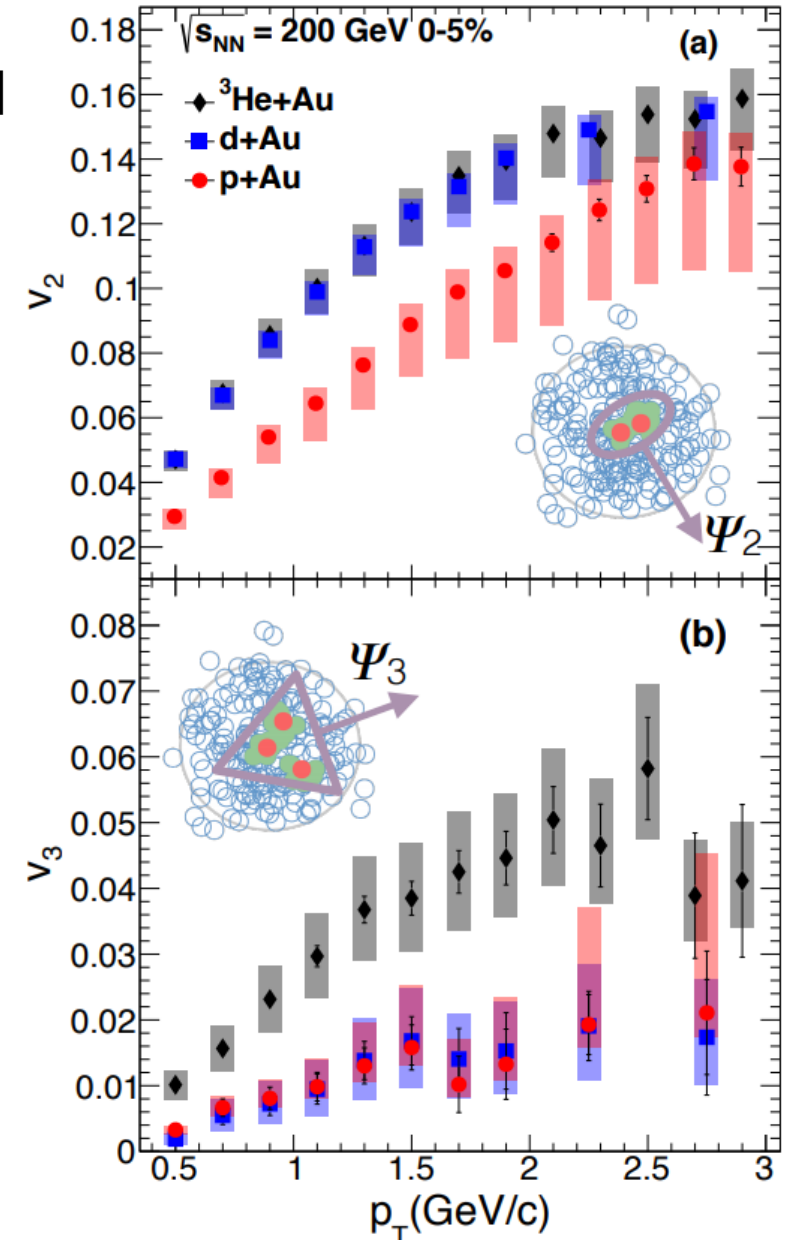 √sNN = 200 GeV 0-5%
(a)
³He+Au
d+Au
p+Au
0.18
0.16
0.14
0.12
0.1
0.08
0.06
0.04
0.02
v₂
Ψ₂
(b)
Ψ₃
0.08
0.07
0.06
0.05
0.04
0.03
0.02
0.01
0
v₃
0.5 1 1.5 2 2.5 3
pT(GeV/c)